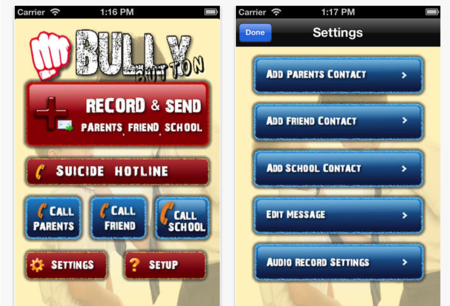 Carrier 1:16 PM
BULLY
BUTTON
RECORD & SEND
PARENTS, FRIEND, SCHOOL
SUICIDE HOTLINE
CALL PARENTS
CALL FRIEND
CALL SCHOOL
SETTINGS
SETUP
Carrier 1:17 PM
Done
Settings
ADD PARENTS CONTACT
ADD FRIEND CONTACT
ADD SCHOOL CONTACT
EDIT MESSAGE
AUDIO RECORD SETTINGS